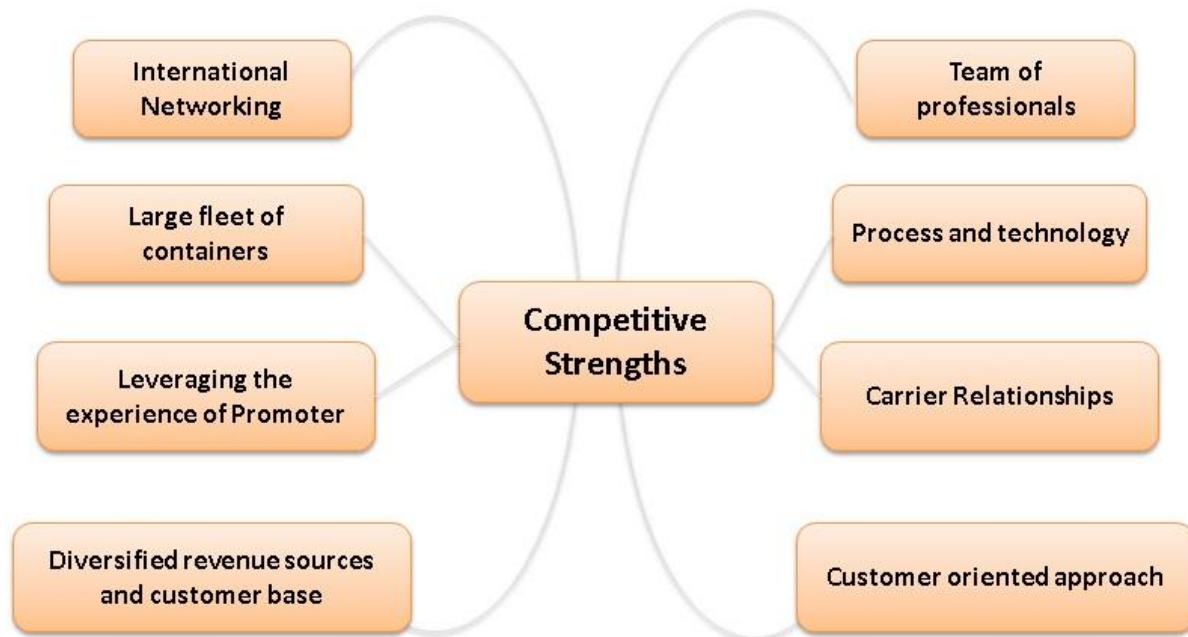 International
Networking
Large fleet of
containers
Leveraging the
experience of Promoter
Diversified revenue sources
and customer base
Competitive
Strengths
Team of
professionals
Process and technology
Carrier Relationships
Customer oriented approach